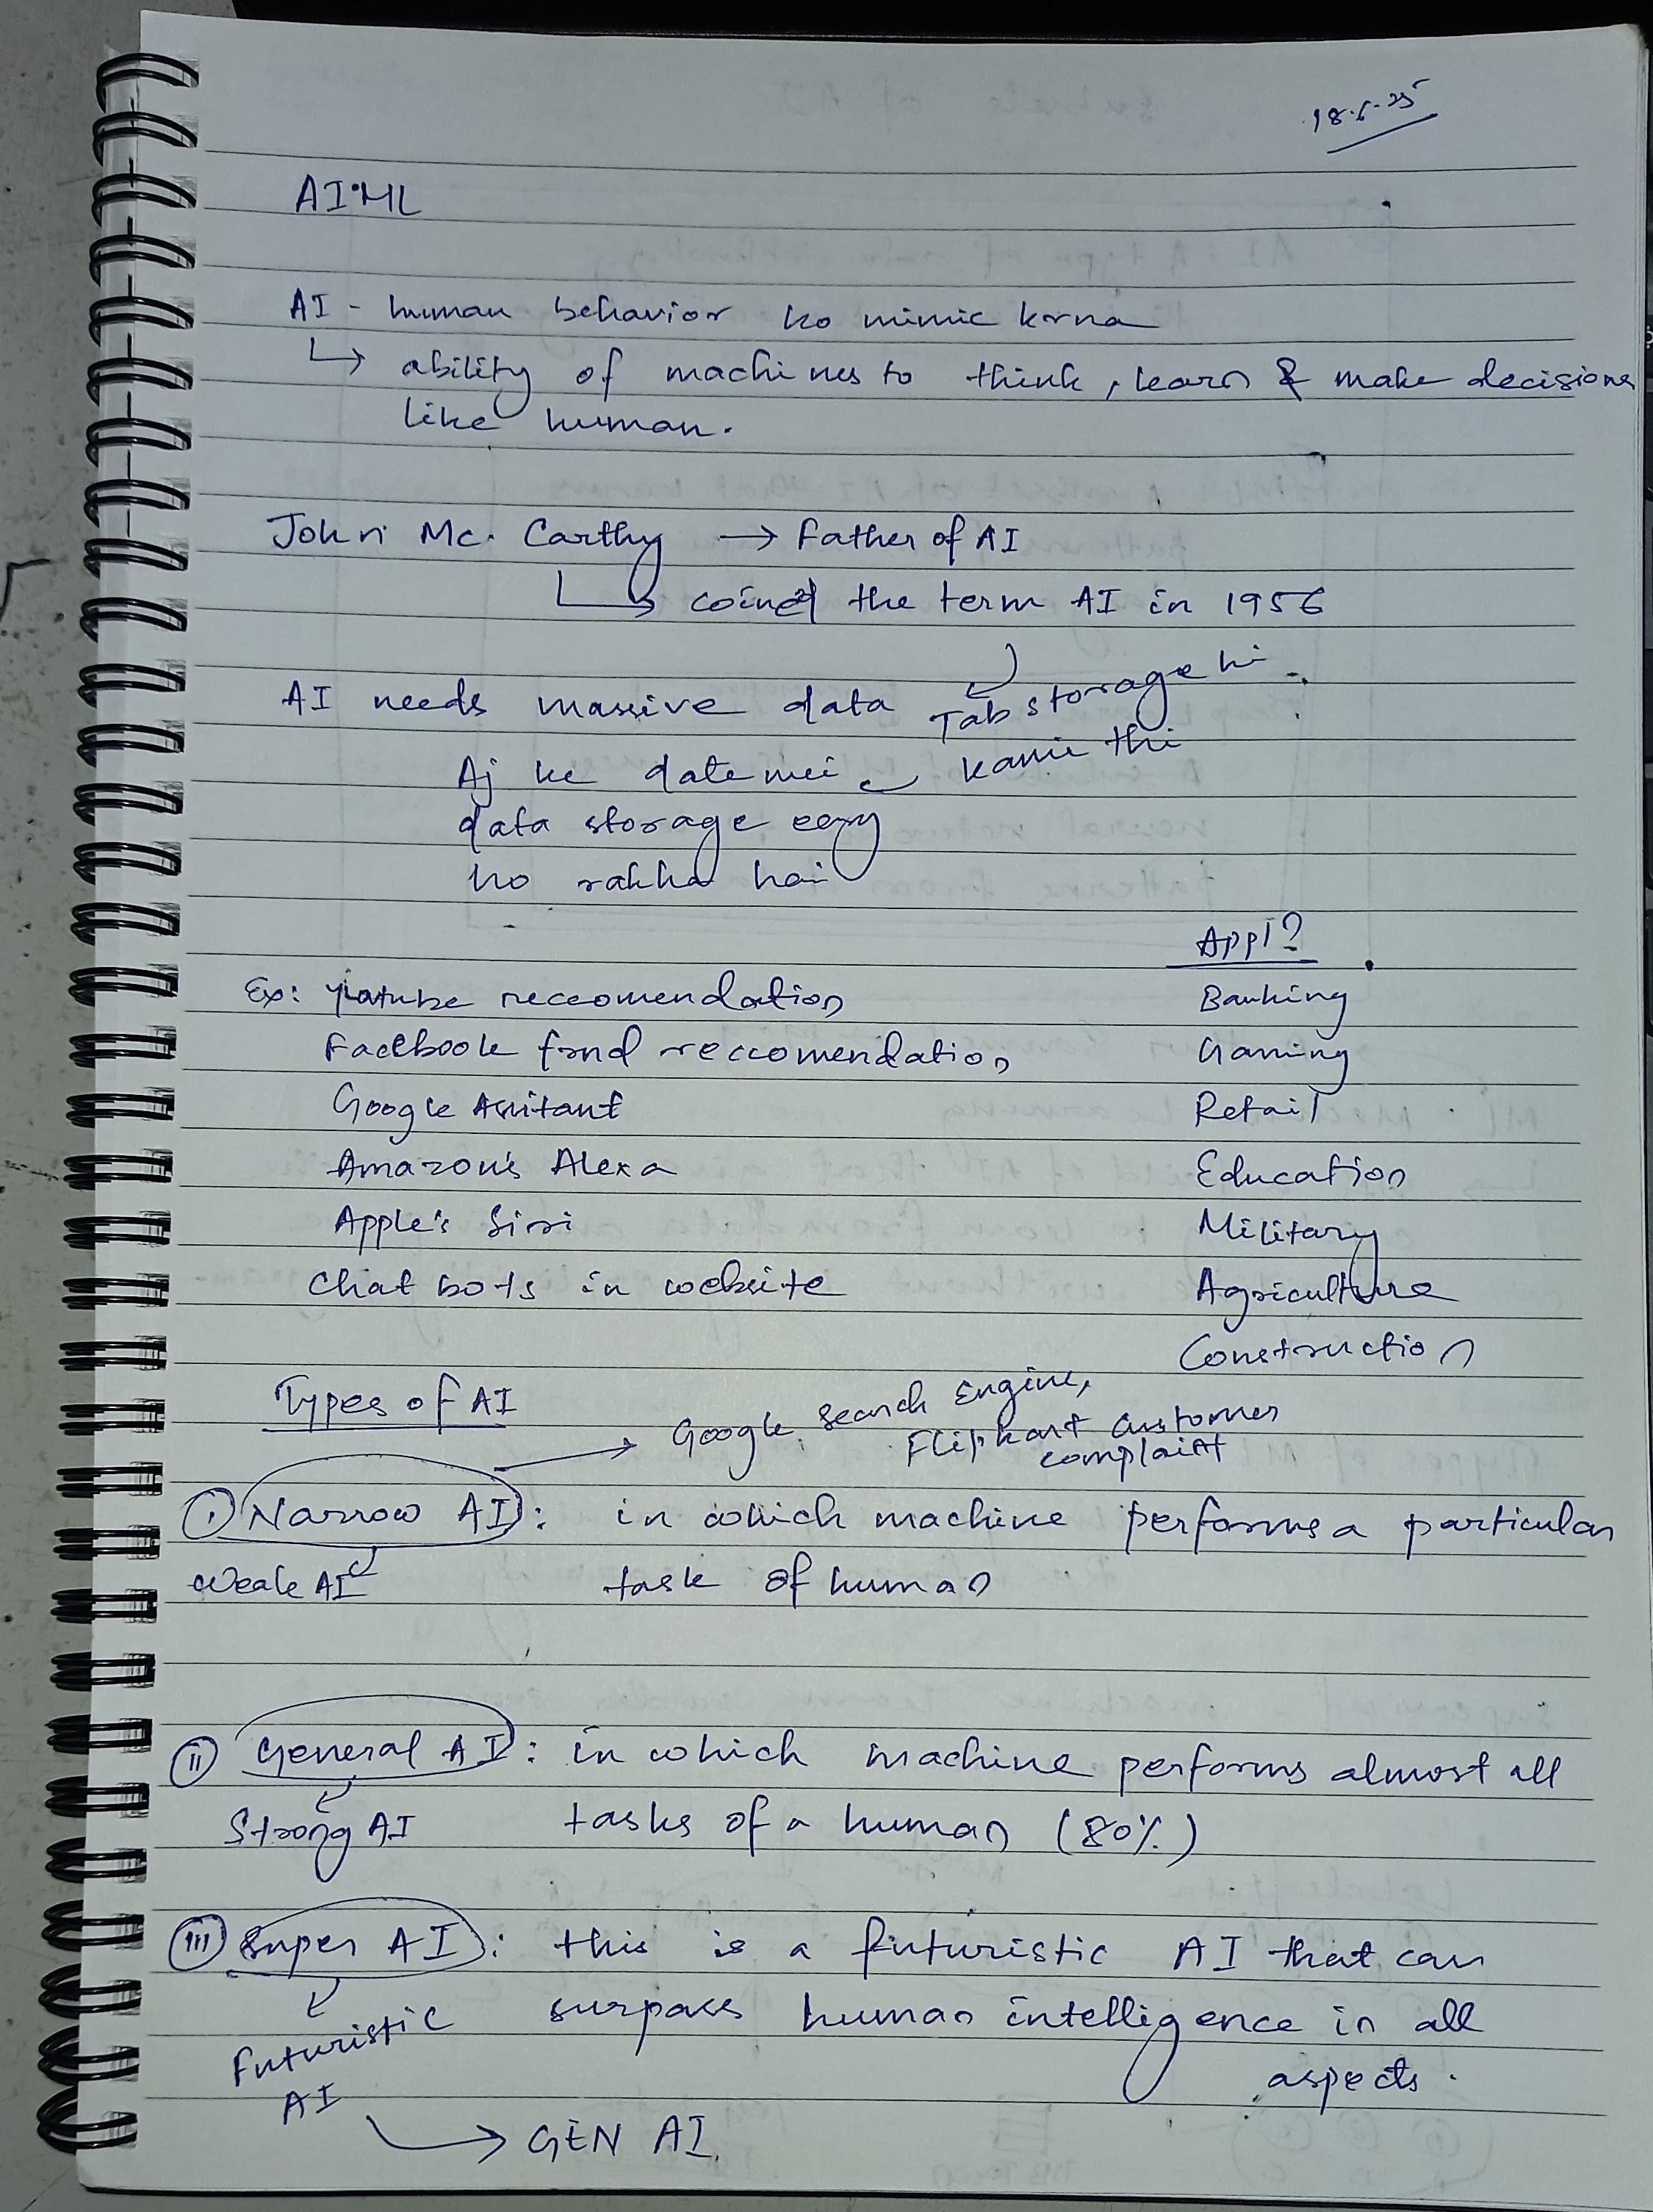 18.6.25
AIML
AI - human behavior ko mimic krna
↳ ability of machines to think, learn & make decisions
like human.
John Mc. Carthy → Father of AI
↳ coined the term AI in 1956
AI needs massive data
Tab storage ki
kamii thi
Aj ke date mei
data storage easy
ho rakha hai
Appl?
Ex: Youtube reccomendation Banking
Facebook frnd reccomendation Gaming
Google Assitant Retail
Amazon's Alexa Education
Apple's Siri Military
Chat bots in website Agriculture
Construction
Types of AI
→ Google Search Engine,
Flipkart Customer
complaint
(i) Narrow AI : in which machine performs a particular
Weak AI task of human
(ii) General AI : in which machine performs almost all
Strong AI tasks of a human (80%)
(iii) Super AI : this is a futuristic AI that can
Futuristic surpass human intelligence in all
AI aspects.
→ GEN AI.